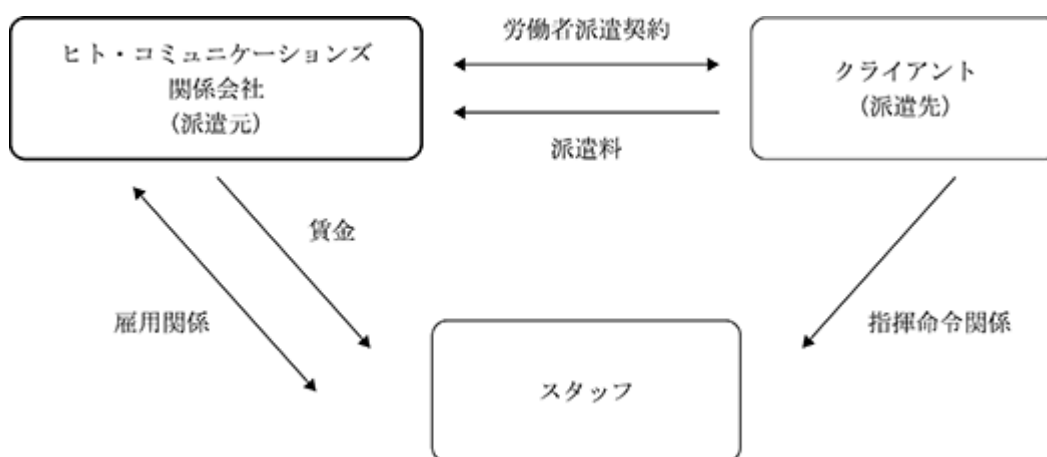 労働者派遣契約
ヒト・コミュニケーションズ
関係会社
(派遣元)
クライアント
(派遣先)
派遣料
賃金
雇用関係
指揮命令関係
スタッフ